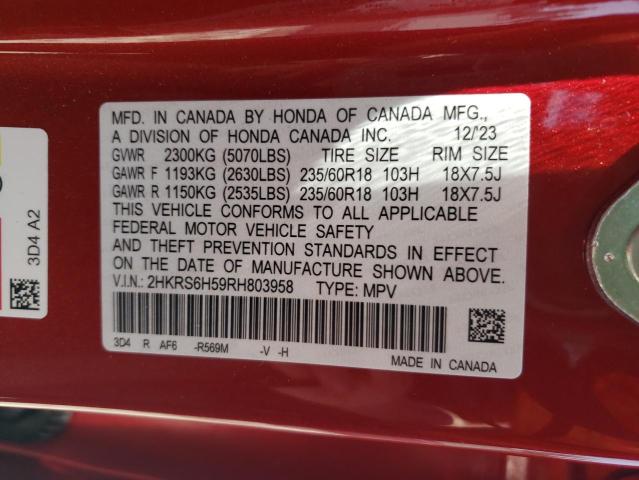 MFD. IN CANADA BY HONDA OF CANADA MFG.,
A DIVISION OF HONDA CANADA INC. 12/23
GVWR 2300KG (5070LBS) TIRE SIZE RIM SIZE
GAWR F 1193KG (2630LBS) 235/60R18 103H 18X7.5J
GAWR R 1150KG (2535LBS) 235/60R18 103H 18X7.5J
THIS VEHICLE CONFORMS TO ALL APPLICABLE
FEDERAL MOTOR VEHICLE SAFETY
AND THEFT PREVENTION STANDARDS IN EFFECT
ON THE DATE OF MANUFACTURE SHOWN ABOVE.
V.I.N.: 2HKRS6H59RH803958 TYPE: MPV
3D4 R AF6 -R569M -V -H
MADE IN CANADA
3D4 A2